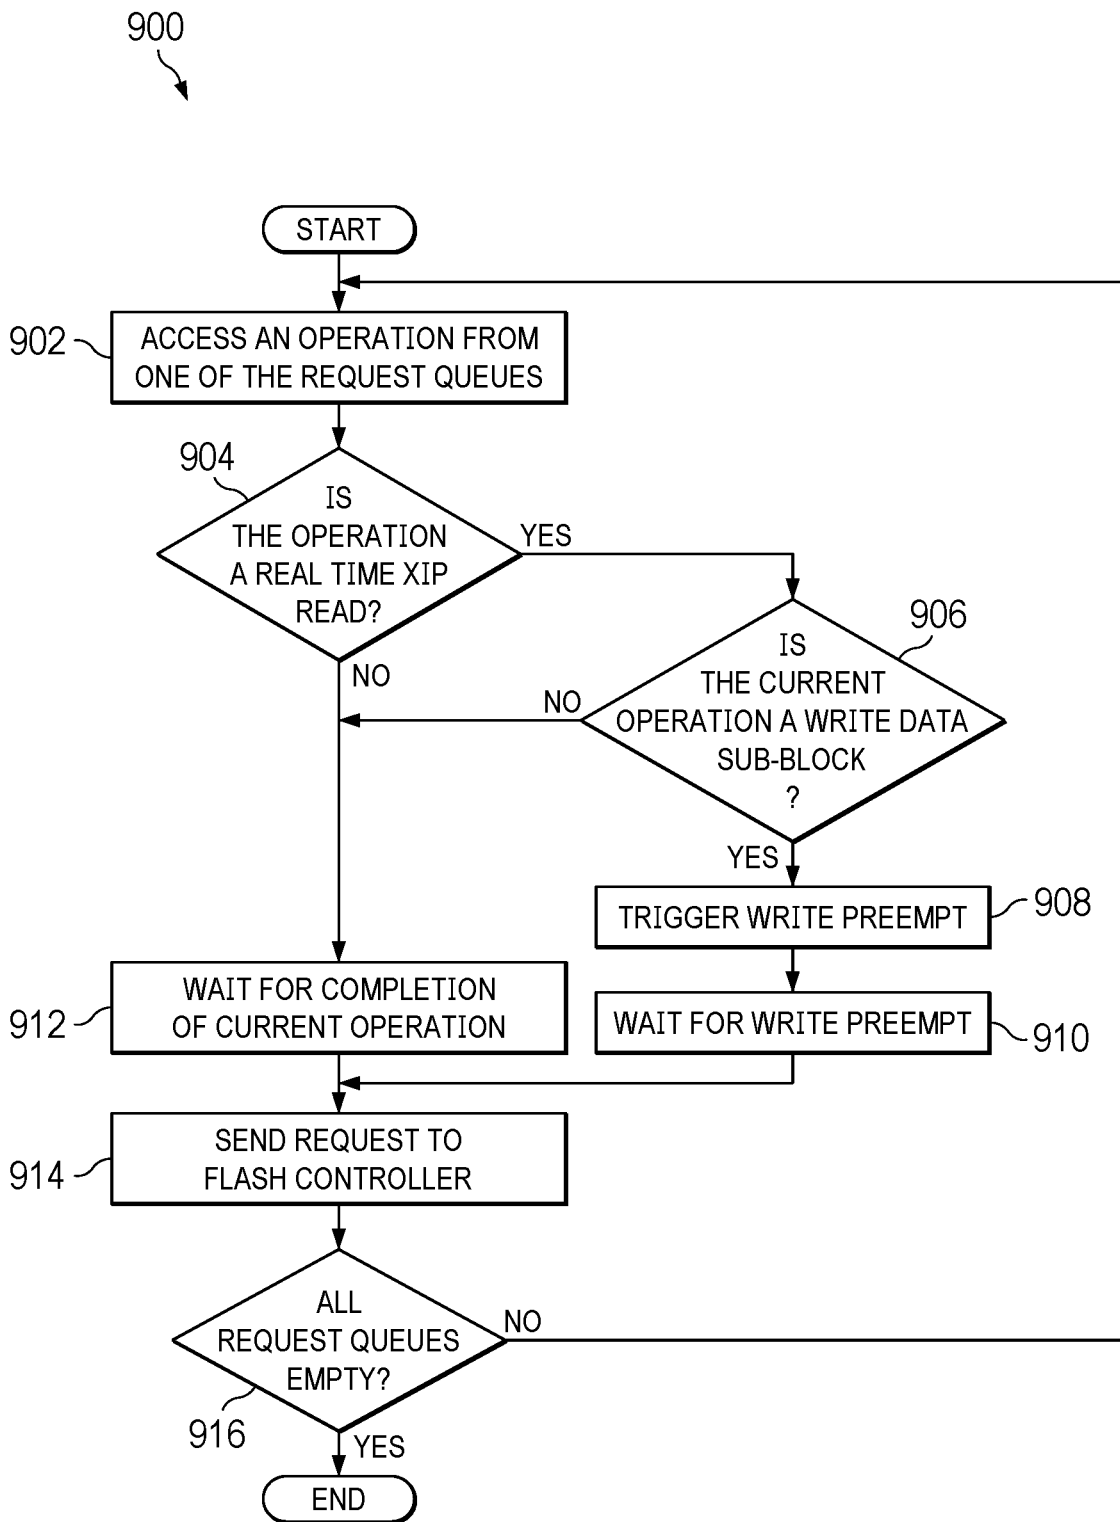 900
START
902
ACCESS AN OPERATION FROM
ONE OF THE REQUEST QUEUES
904
IS
THE OPERATION
A REAL TIME XIP
READ?
YES
NO
906
IS
THE CURRENT
OPERATION A WRITE DATA
SUB-BLOCK
?
NO
YES
TRIGGER WRITE PREEMPT
908
912
WAIT FOR COMPLETION
OF CURRENT OPERATION
WAIT FOR WRITE PREEMPT
910
914
SEND REQUEST TO
FLASH CONTROLLER
ALL
REQUEST QUEUES
EMPTY?
NO
916
YES
END